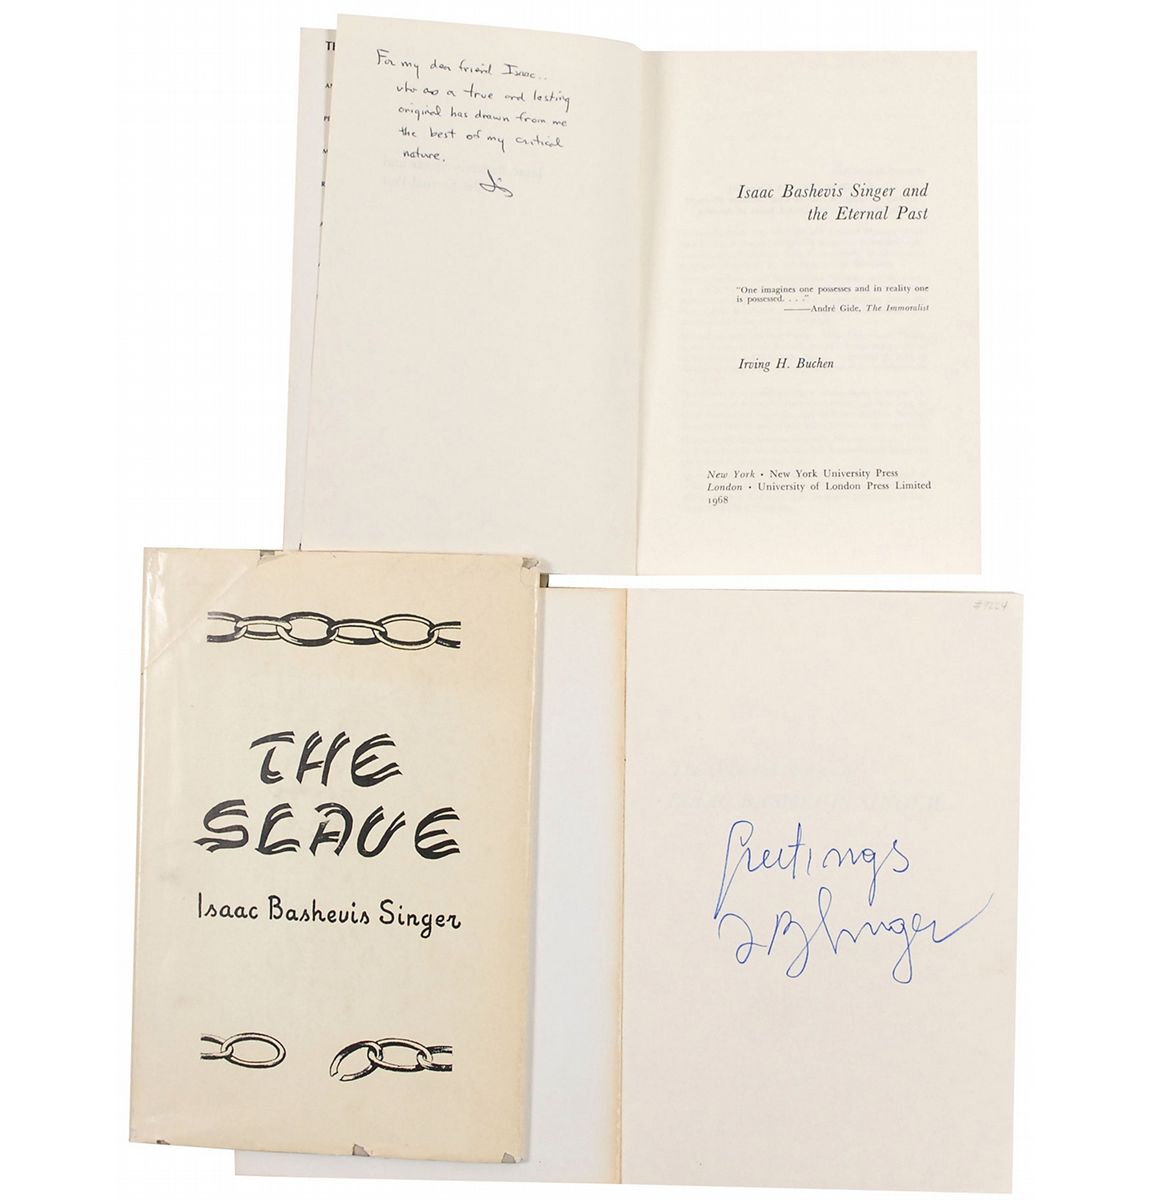 For my dear friend Isaac..
who as a true and lasting
original has drawn from me
the best of my critical
nature.
Isaac Bashevis Singer and
the Eternal Past
"One imagines one possesses and in reality one
is possessed. . . ."
——André Gide, The Immoralist
Irving H. Buchen
New York • New York University Press
London • University of London Press Limited
1968
THE
SLAVE
Isaac Bashevis Singer
#9224
Greetings
I B Singer